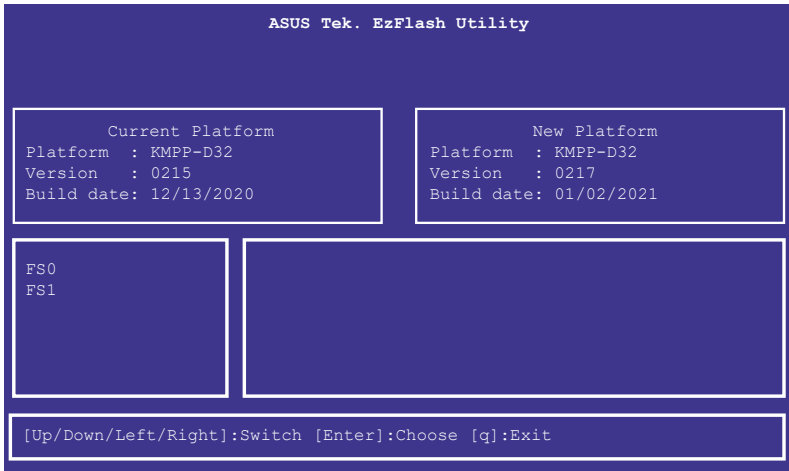 ASUS Tek. EzFlash Utility
Current Platform
Platform : KMPP-D32
Version : 0215
Build date: 12/13/2020
New Platform
Platform : KMPP-D32
Version : 0217
Build date: 01/02/2021
FS0
FS1
[Up/Down/Left/Right]:Switch [Enter]:Choose [q]:Exit